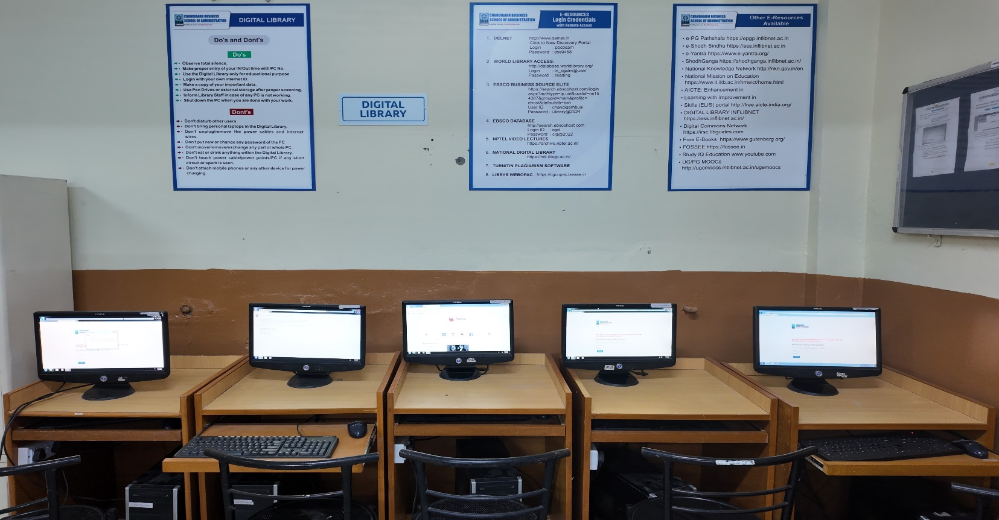 CHANDIGARH BUSINESS
SCHOOL OF ADMINISTRATION
CBSA
DIGITAL LIBRARY
Do's and Dont's
Do's
Observe total silence.
Make proper entry of your IN/Out time with PC No.
Use the Digital Library only for educational purpose
Login with your own Internet ID.
Make a copy of your important data.
Use Pen Drives or external storage after proper scanning.
Inform Library Staff in case of any PC is not working.
Shut down the PC when you are done with your work.
Dont's
Don't disturb other users.
Don't bring personal laptops in the Digital Library.
Don't unplug/remove the power cables and internet
wires.
Don't put new or change any password of the PC
Don't move/remove/exchange any part or whole PC.
Don't eat or drink anything within the Digital Library.
Don't touch power cable/power points/PC if any short
circuit or spark is seen.
Don't attach mobile phones or any other device for power
charging.
DIGITAL
LIBRARY
CHANDIGARH BUSINESS
SCHOOL OF ADMINISTRATION
CBSA
E-RESOURCES
Login Credentials
with Remote Access
1. DELNET http://www.delnet.in
Click to New Discovery Portal
Login : pbcbsam
Password : cbs9468
2. WORLD LIBRARY ACCESS:
http://database.worldlibrary.org/
Login : in_cgclm@user
Password : reading
3. EBSCO BUSINESS SOURCE ELITE
https://search.ebscohost.com/login.
aspx?authtype=ip,uid&custid=ns15
4387&groupid=main&profile=
ehost&defaultdb=bsh
User ID : chandigarhbusi
Password : Library@2024
4. EBSCO DATABASE
http://search.ebscohost.com
Login ID : cgcl
Password : clg@2022
5. NPTEL VIDEO LECTURES
https://archive.nptel.ac.in/
6. NATIONAL DIGITAL LIBRARY
https://ndl.iitkgp.ac.in/
7. TURNITIN PLAGIARISM SOFTWARE
8. LIBSYS WEBOPAC : https://cgcopac.lsease.in
CHANDIGARH BUSINESS
SCHOOL OF ADMINISTRATION
CBSA
Other E-Resources
Available
• e-PG Pathshala https://epgp.inflibnet.ac.in
• e-Shodh Sindhu https://ess.inflibnet.ac.in
• e-Yantra https://www.e-yantra.org/
• ShodhGanga https://shodhganga.inflibnet.ac.in/
• National Knowledge Network http://nkn.gov.in/en
• National Mission on Education
https://www.it.iitb.ac.in/nmeict/home.html
• AICTE: Enhancement in
• Learning with improvement in
• Skills (ELIS) portal http://free.aicte-india.org/
• DIGITAL LIBRARY INFLIBNET
https://ess.inflibnet.ac.in/
• Digital Commons Network
https://irsc.libguides.com
• Free E-Books https://www.gutenberg.org/
• FOSSEE https://fossee.in
• Study IQ Education www.youtube.com
• UG/PG MOOCs
http://ugcmoocs.intlibnet.ac.in/ugemoocs